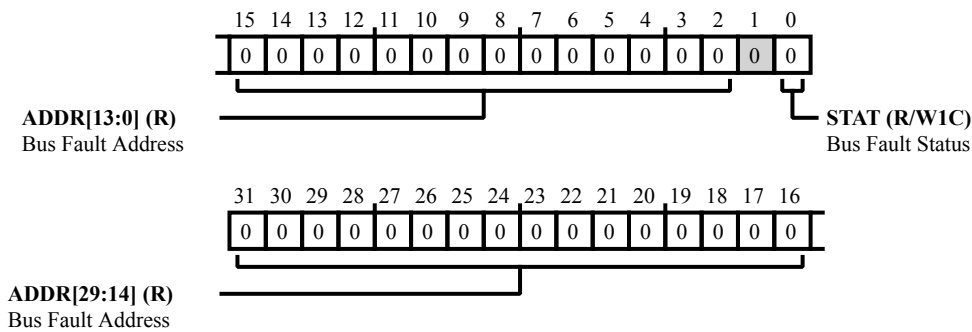 15 14 13 12 11 10 9 8 7 6 5 4 3 2 1 0
0 0 0 0 0 0 0 0 0 0 0 0 0 0 0 0
ADDR[13:0] (R)
Bus Fault Address
STAT (R/W1C)
Bus Fault Status
31 30 29 28 27 26 25 24 23 22 21 20 19 18 17 16
0 0 0 0 0 0 0 0 0 0 0 0 0 0 0 0
ADDR[29:14] (R)
Bus Fault Address